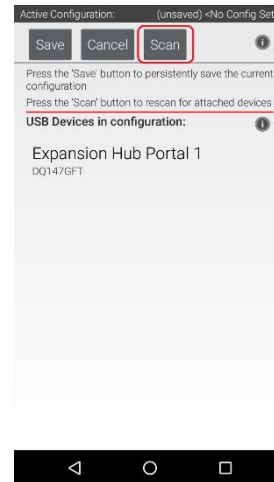 Active Configuration: (unsaved) <No Config Set
Save Cancel Scan
Press the 'Save' button to persistently save the current
configuration
Press the 'Scan' button to rescan for attached devices
USB Devices in configuration:
Expansion Hub Portal 1
DQ147GFT